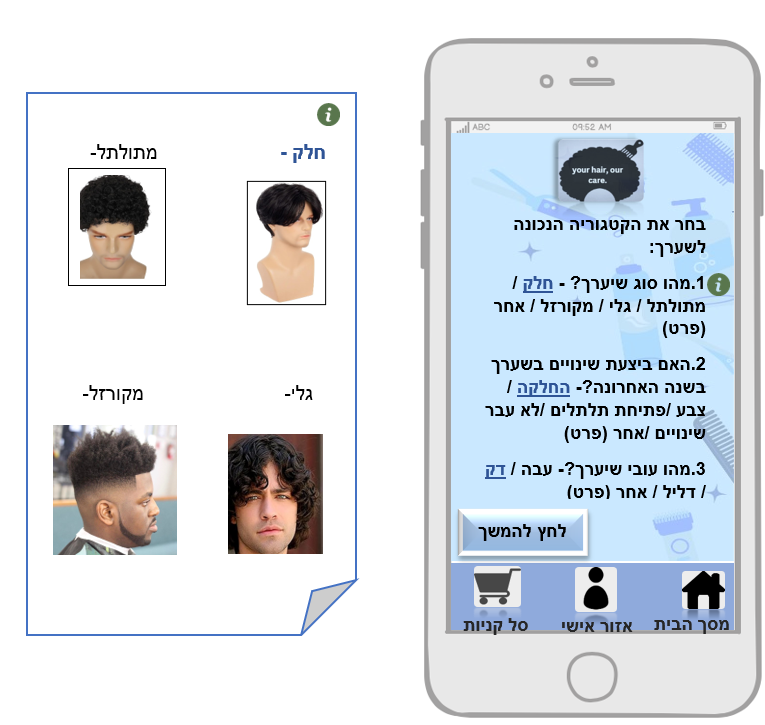 חלק -
מתולתל-
גלי-
מקורזל-
ABC
09:52 AM
your hair, our
care.
בחר את הקטגוריה הנכונה
לשערך:
1.מהו סוג שיערך? - חלק /
מתולתל / גלי / מקורזל / אחר
(פרט)
2.האם ביצעת שינויים בשערך
בשנה האחרונה?- החלקה /
צבע /פתיחת תלתלים /לא עבר
שינויים /אחר (פרט)
3.מהו עובי שיערך?- עבה / דק
/ דליל / אחר (פרט)
לחץ להמשך
מסך הבית
אזור אישי
סל קניות